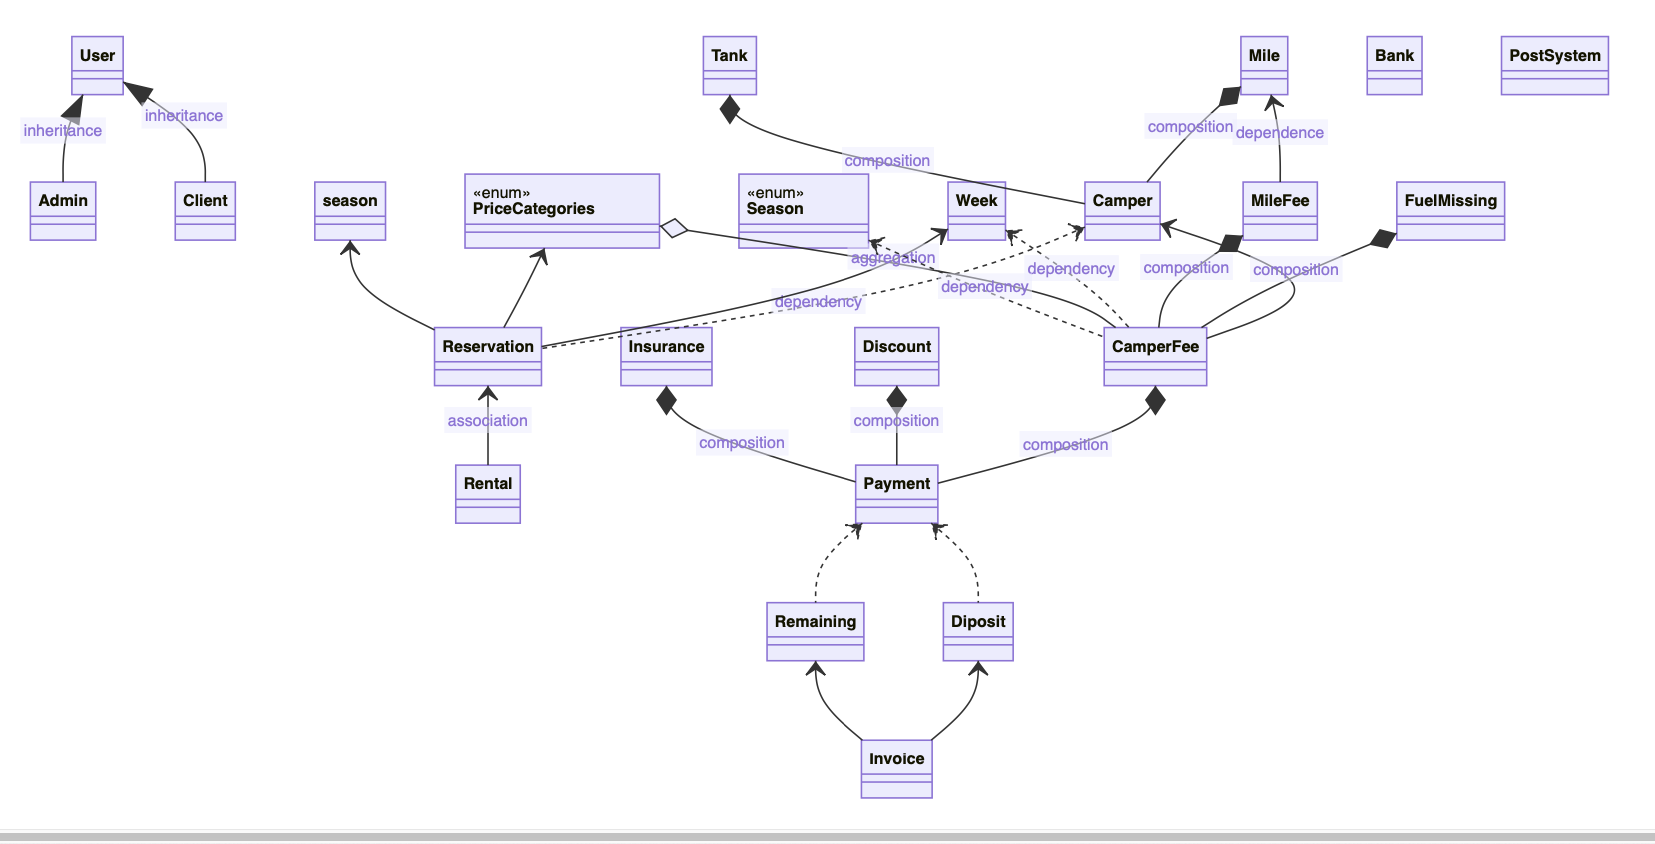 User
Tank
Mile
Bank
PostSystem
inheritance
inheritance
composition
dependence
composition
Admin
Client
season
«enum»
PriceCategories
«enum»
Season
Week
Camper
MileFee
FuelMissing
aggregation
dependency
composition
composition
dependency
dependency
Reservation
Insurance
Discount
CamperFee
association
composition
composition
composition
Rental
Payment
Remaining
Diposit
Invoice